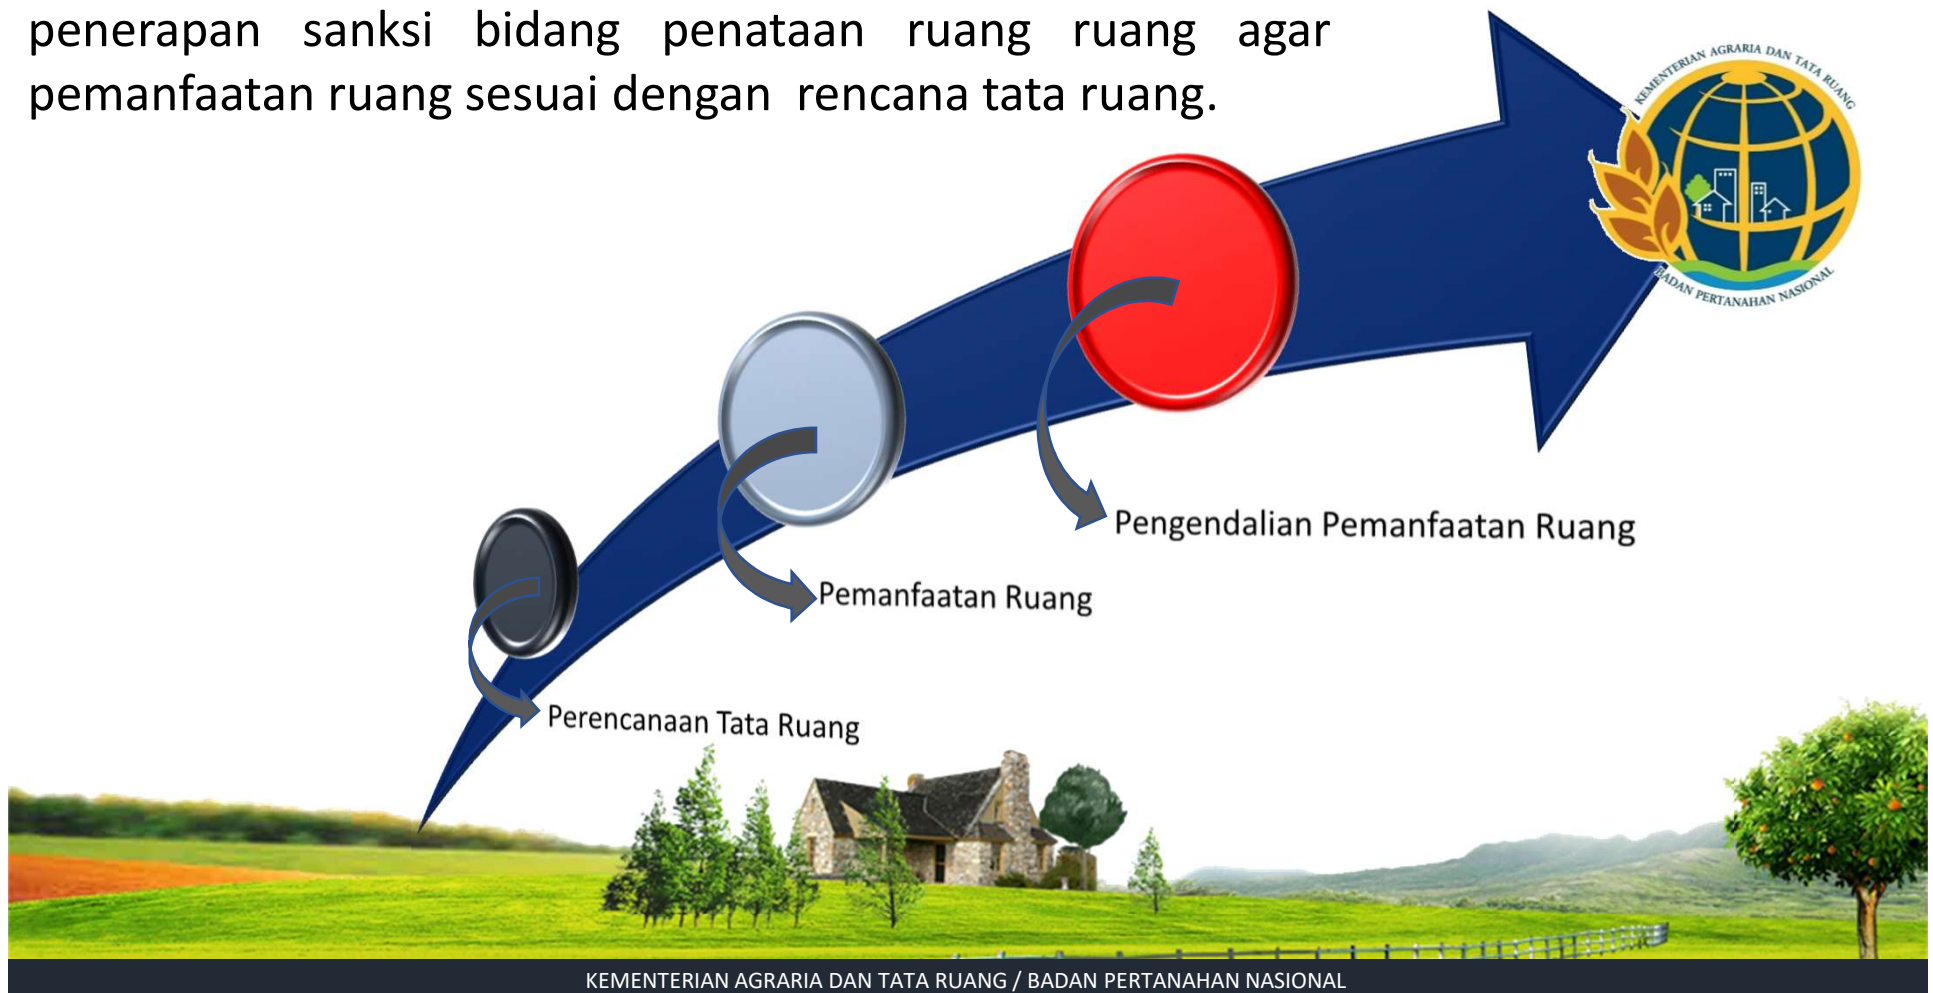 penerapan sanksi bidang penataan ruang ruang agar
pemanfaatan ruang sesuai dengan rencana tata ruang.
KEMENTERIAN AGRARIA DAN TATA RUANG
BADAN PERTANAHAN NASIONAL
Pengendalian Pemanfaatan Ruang
Pemanfaatan Ruang
Perencanaan Tata Ruang
KEMENTERIAN AGRARIA DAN TATA RUANG / BADAN PERTANAHAN NASIONAL